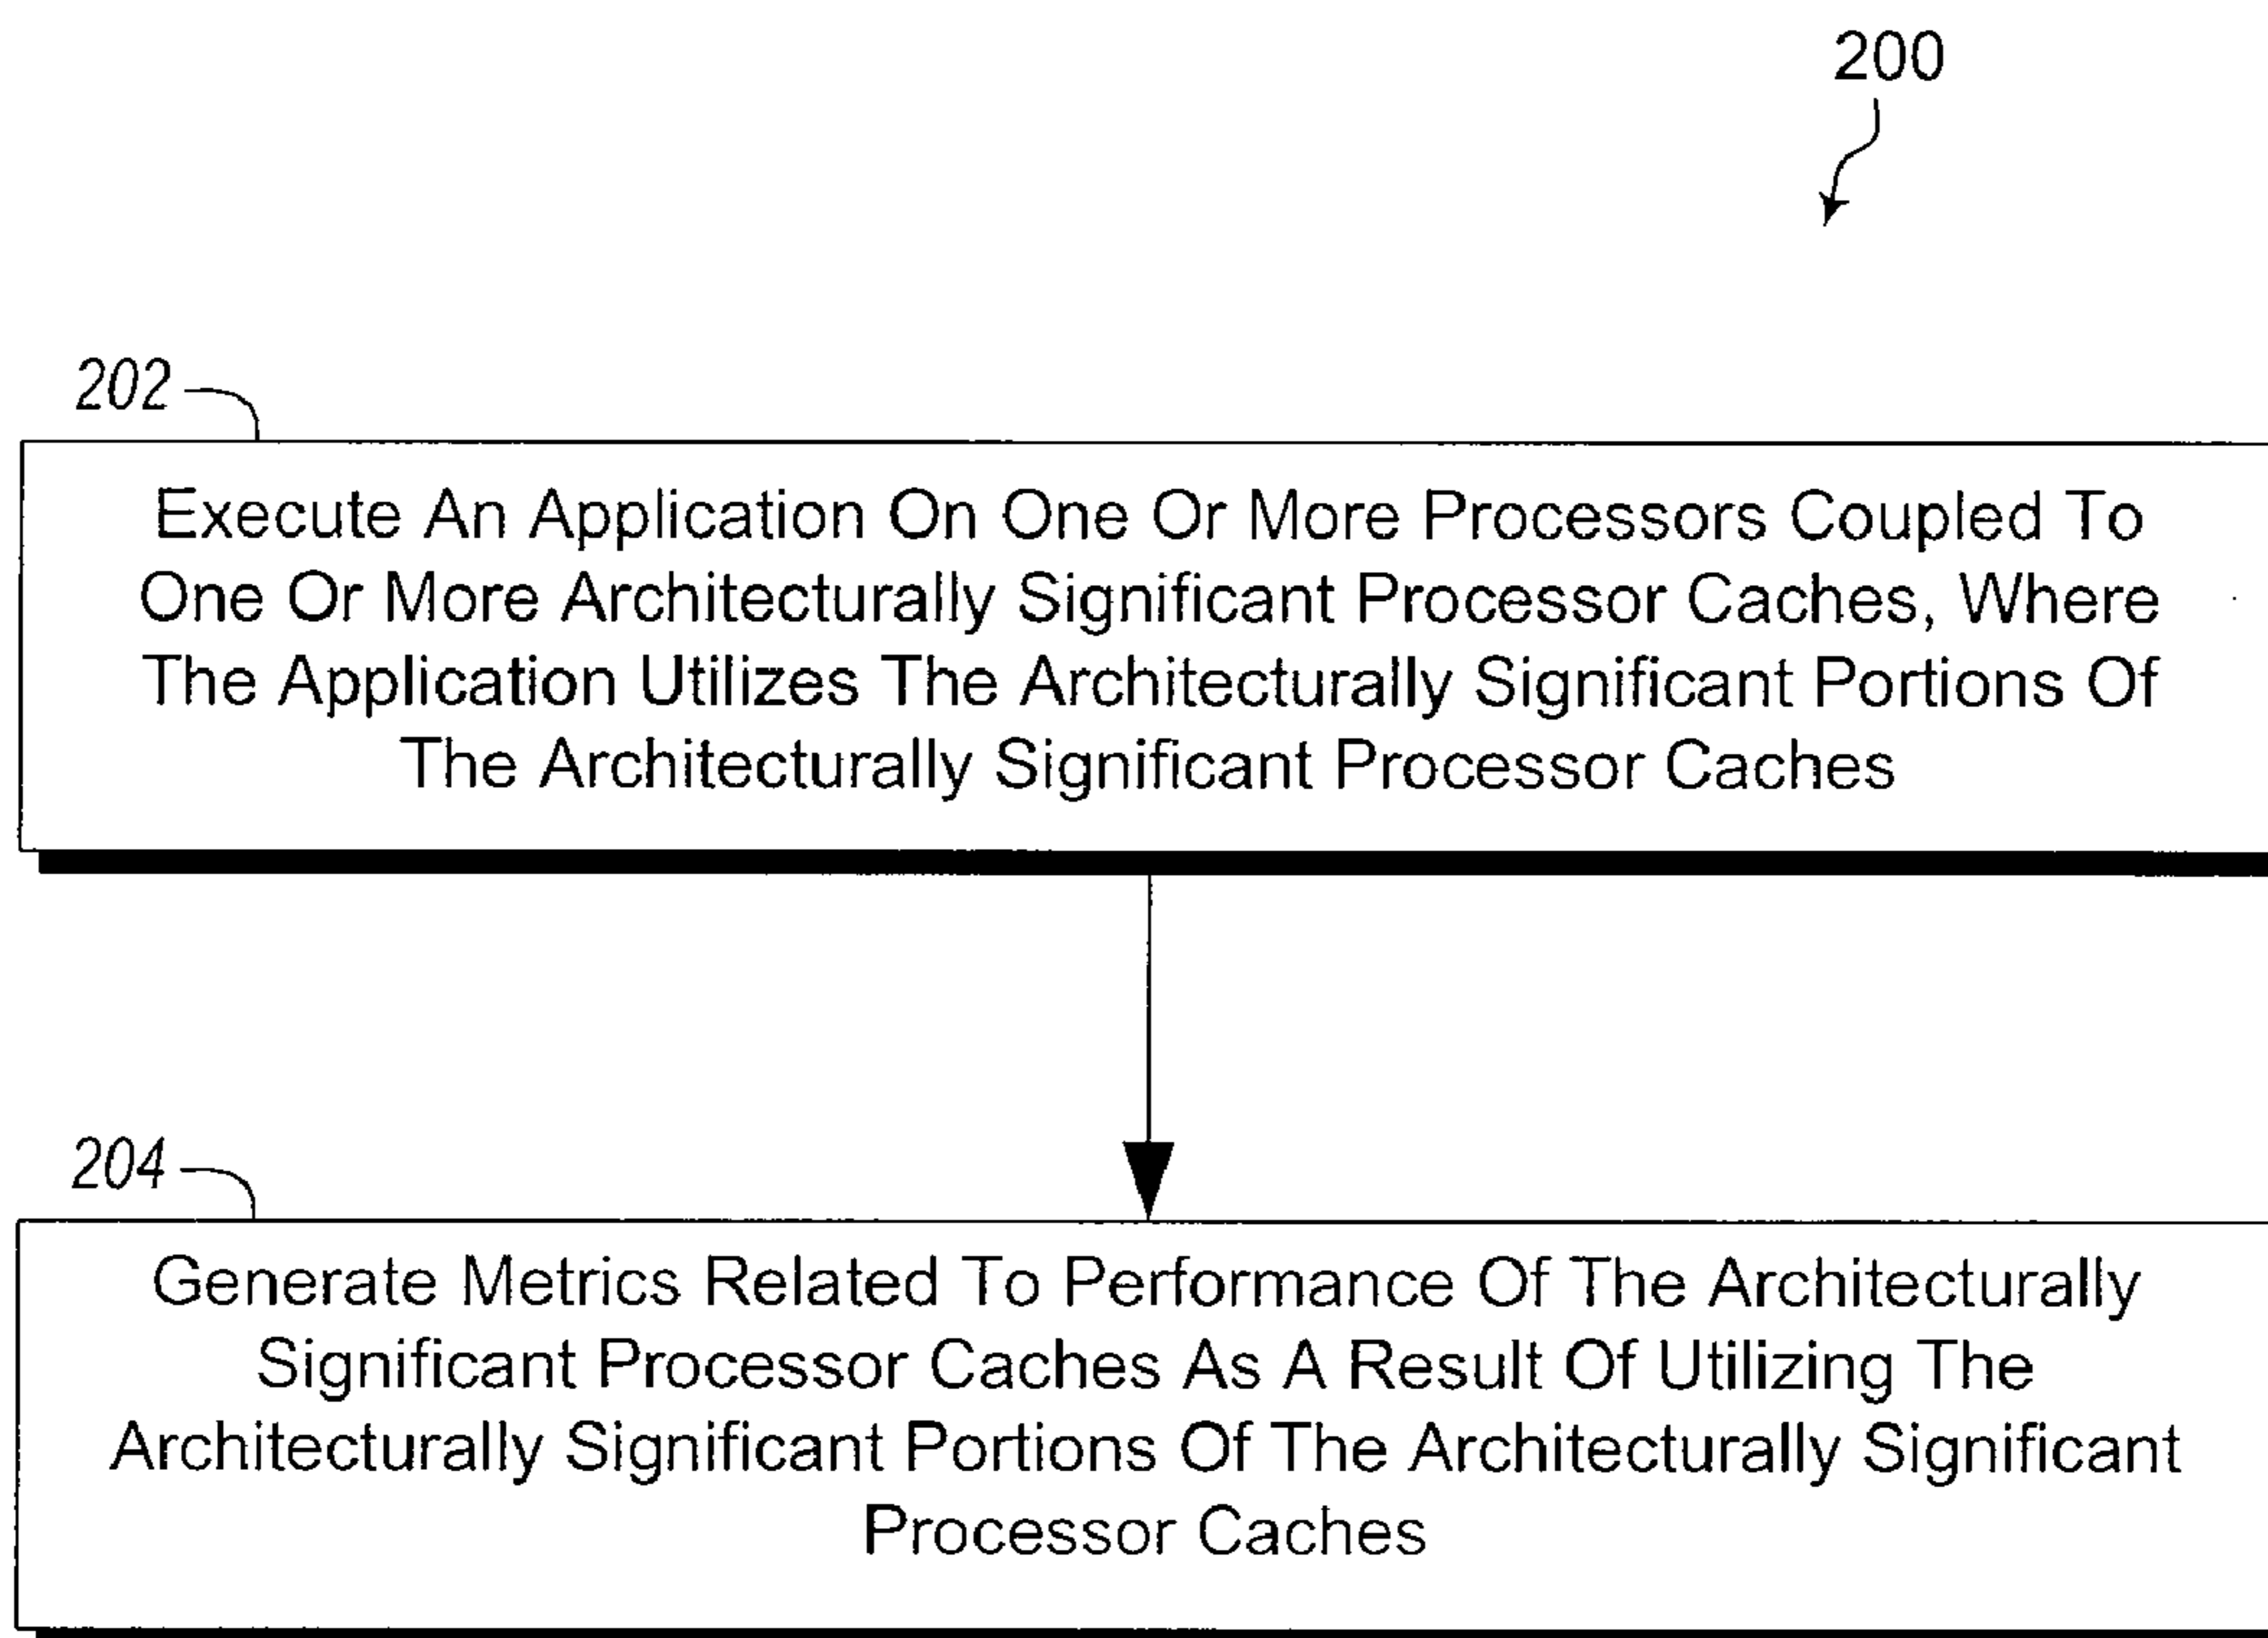 200
202
Execute An Application On One Or More Processors Coupled To
One Or More Architecturally Significant Processor Caches, Where
The Application Utilizes The Architecturally Significant Portions Of
The Architecturally Significant Processor Caches
204
Generate Metrics Related To Performance Of The Architecturally
Significant Processor Caches As A Result Of Utilizing The
Architecturally Significant Portions Of The Architecturally Significant
Processor Caches